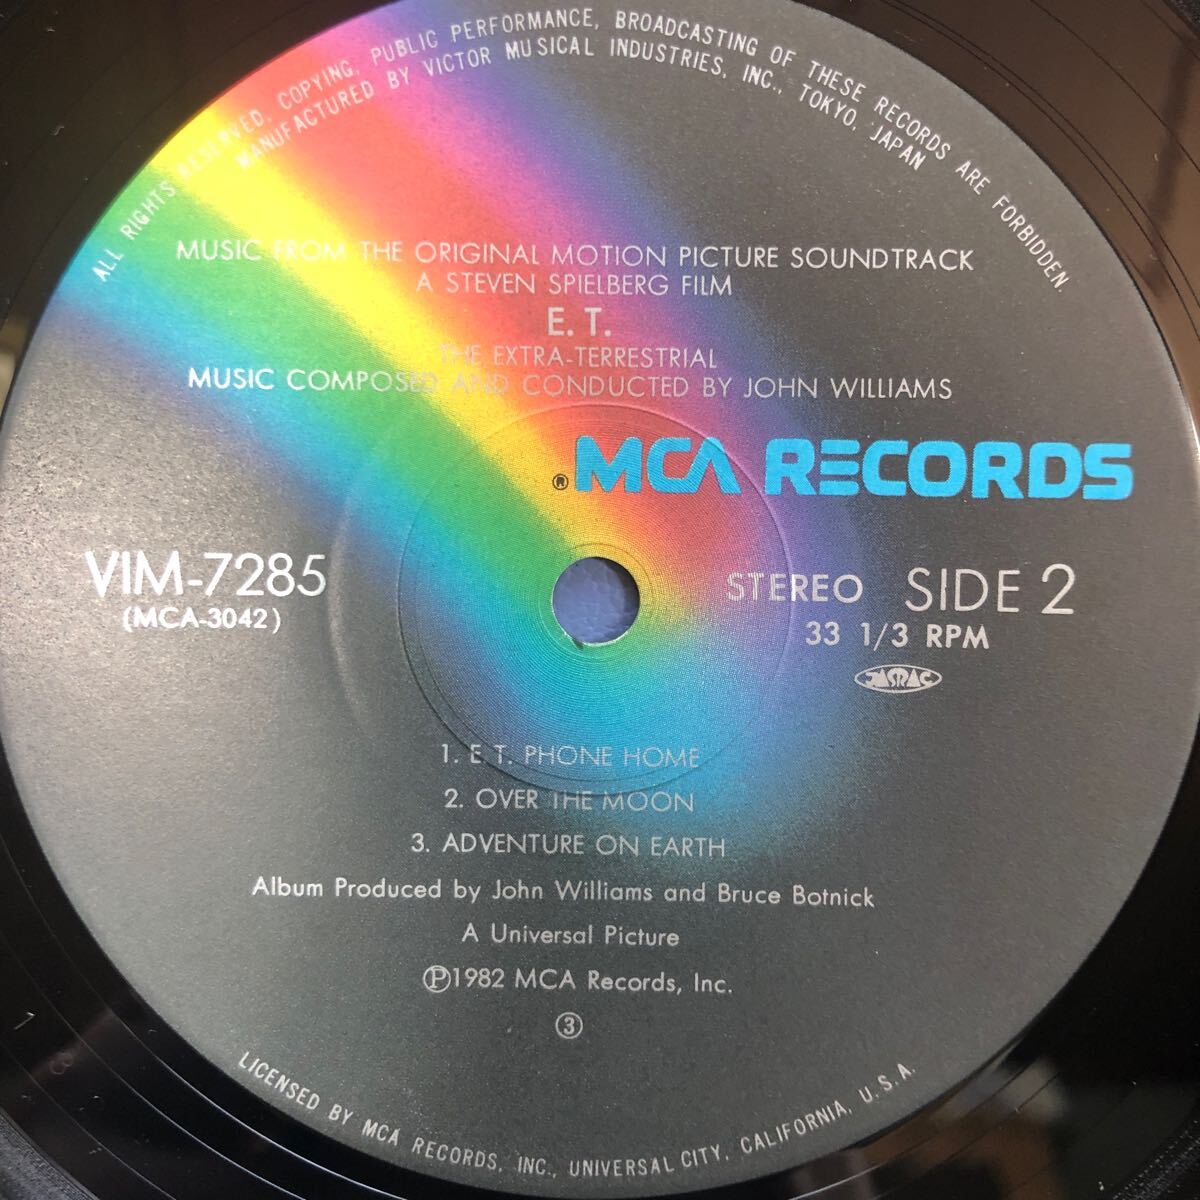 ALL RIGHTS RESERVED, COPYING, PUBLIC PERFORMANCE, BROADCASTING OF THESE RECORDS ARE FORBIDDEN.
MANUFACTURED BY VICTOR MUSICAL INDUSTRIES, INC., TOKYO, JAPAN
MUSIC FROM THE ORIGINAL MOTION PICTURE SOUNDTRACK
A STEVEN SPIELBERG FILM
E. T.
THE EXTRA-TERRESTRIAL
MUSIC COMPOSED AND CONDUCTED BY JOHN WILLIAMS
®MCA RECORDS
VIM-7285
(MCA-3042)
STEREO SIDE 2
33 1/3 RPM
JASRAC
1. E.T. PHONE HOME
2. OVER THE MOON
3. ADVENTURE ON EARTH
Album Produced by John Williams and Bruce Botnick
A Universal Picture
℗1982 MCA Records, Inc.
③
LICENSED BY MCA RECORDS, INC., UNIVERSAL CITY, CALIFORNIA, U.S.A.